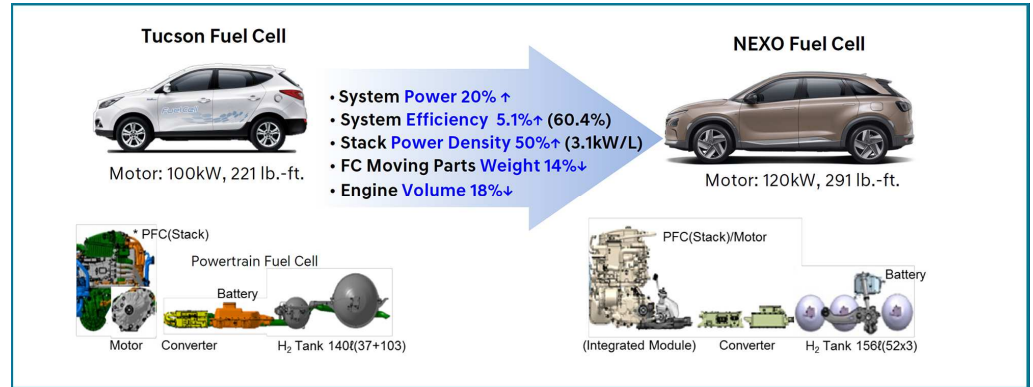 Tucson Fuel Cell
NEXO Fuel Cell
• System Power 20% ↑
• System Efficiency 5.1%↑ (60.4%)
• Stack Power Density 50%↑ (3.1kW/L)
• FC Moving Parts Weight 14%↓
• Engine Volume 18%↓
Motor: 100kW, 221 lb.-ft.
Motor: 120kW, 291 lb.-ft.
* PFC(Stack)
Powertrain Fuel Cell
Battery
Motor
Converter
H₂ Tank 140ℓ(37+103)
PFC(Stack)/Motor
Battery
(Integrated Module)
Converter
H₂ Tank 156ℓ(52x3)